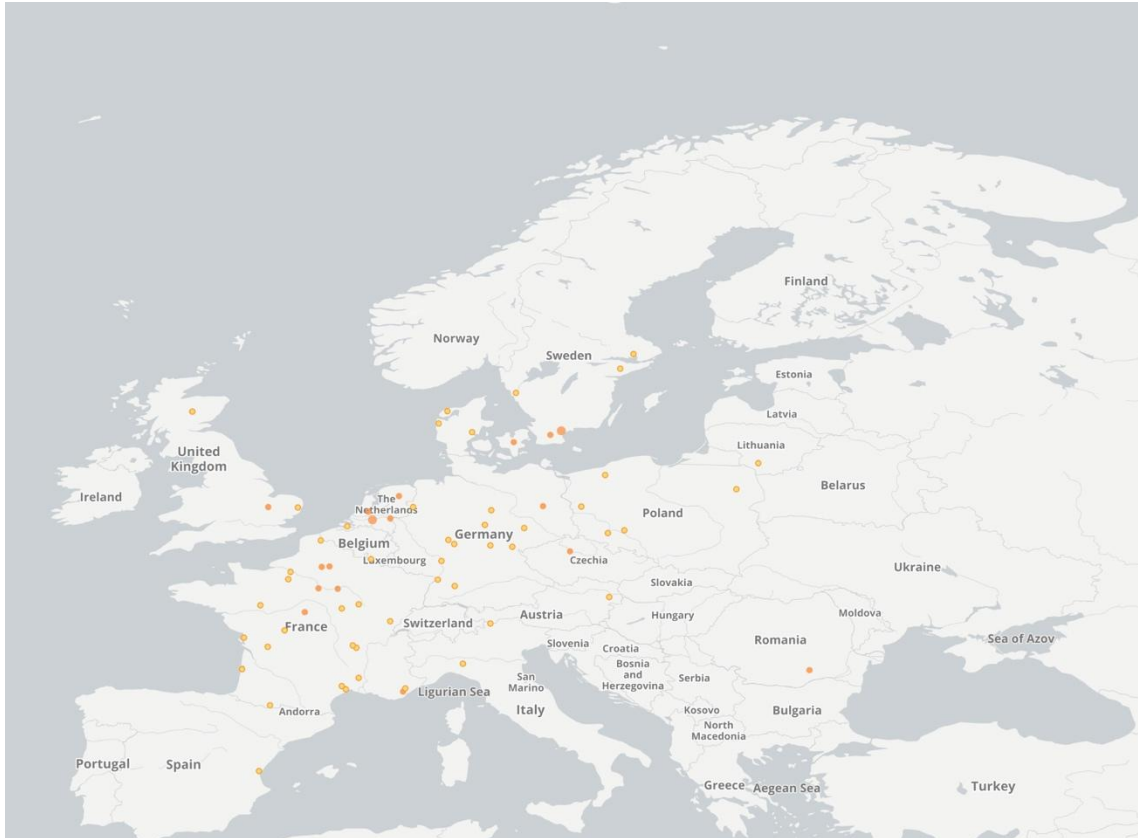 Finland
Norway
Sweden
Estonia
Latvia
United
Kingdom
Lithuania
Ireland
Belarus
The
Netherlands
Poland
Germany
Belgium
Luxembourg
Czechia
Ukraine
Slovakia
Moldova
Austria
Hungary
France
Switzerland
Sea of Azov
Romania
Slovenia
Croatia
Bosnia
and
Herzegovina
San
Marino
Serbia
Ligurian Sea
Andorra
Italy
Kosovo
Bulgaria
North
Macedonia
Portugal
Spain
Greece
Aegean Sea
Turkey